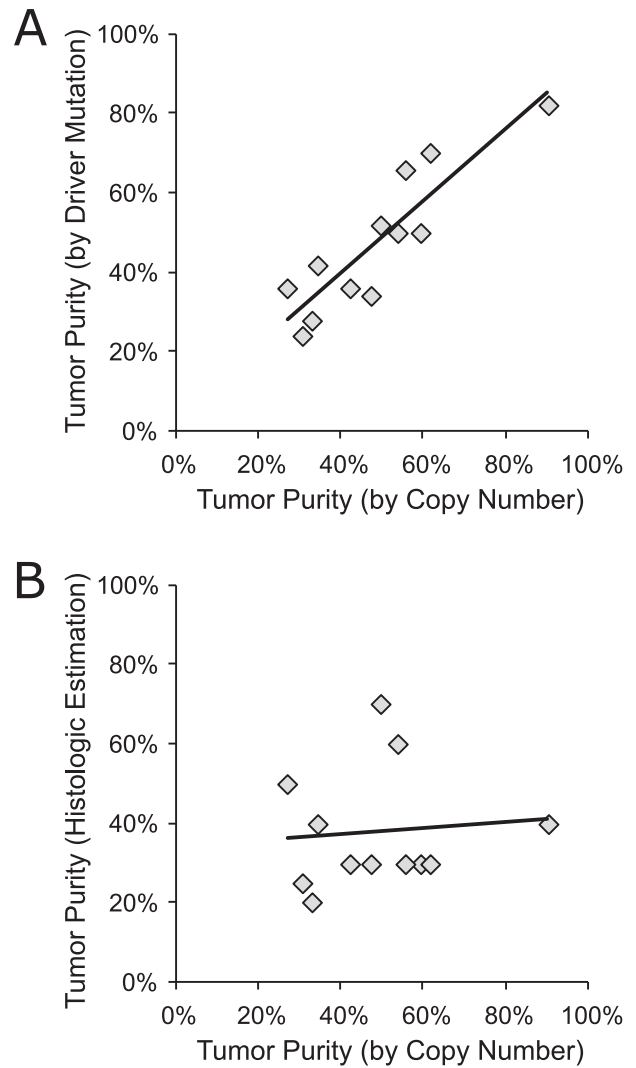 A
Tumor Purity (by Driver Mutation)
100%
80%
60%
40%
20%
0%
0% 20% 40% 60% 80% 100%
Tumor Purity (by Copy Number)
B
Tumor Purity (Histologic Estimation)
100%
80%
60%
40%
20%
0%
0% 20% 40% 60% 80% 100%
Tumor Purity (by Copy Number)